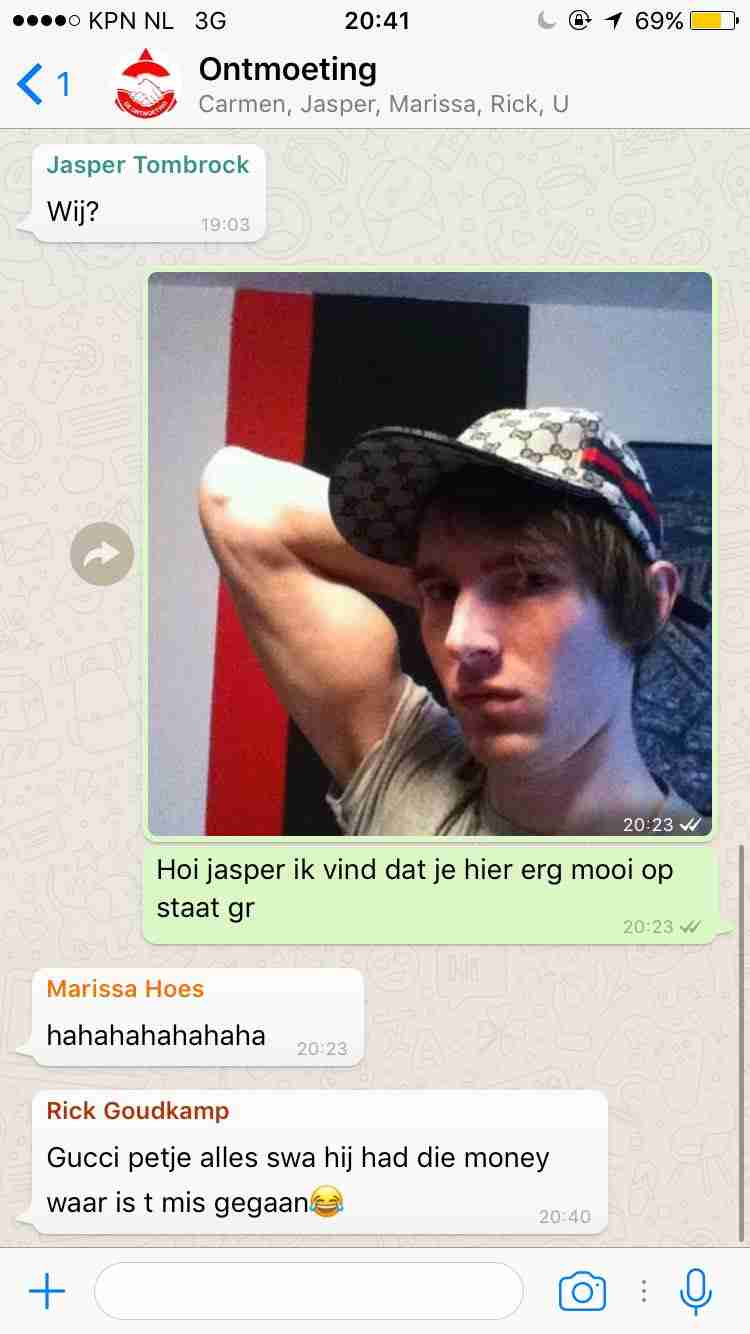 KPN NL 3G 20:41 69%
1 Ontmoeting
Carmen, Jasper, Marissa, Rick, U
Jasper Tombrock
Wij?
19:03
20:23
Hoi jasper ik vind dat je hier erg mooi op
staat gr
20:23
Marissa Hoes
hahahahahahaha
20:23
Rick Goudkamp
Gucci petje alles swa hij had die money
waar is t mis gegaan😂
20:40